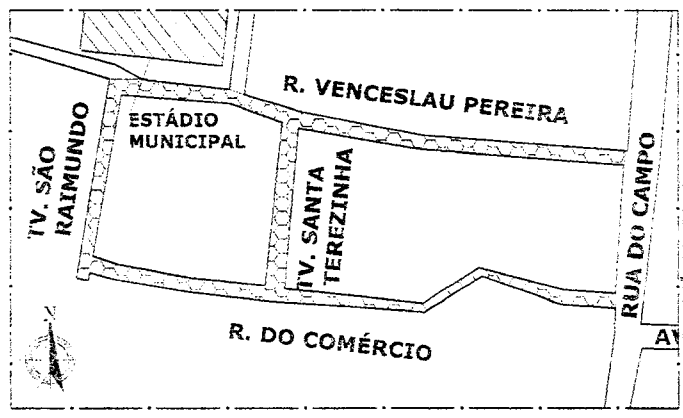 R. VENCESLAU PEREIRA
ESTÁDIO
MUNICIPAL
TV. SÃO
RAIMUNDO
TV. SANTA
TEREZINHA
RUA DO CAMPO
R. DO COMÉRCIO
N
AV